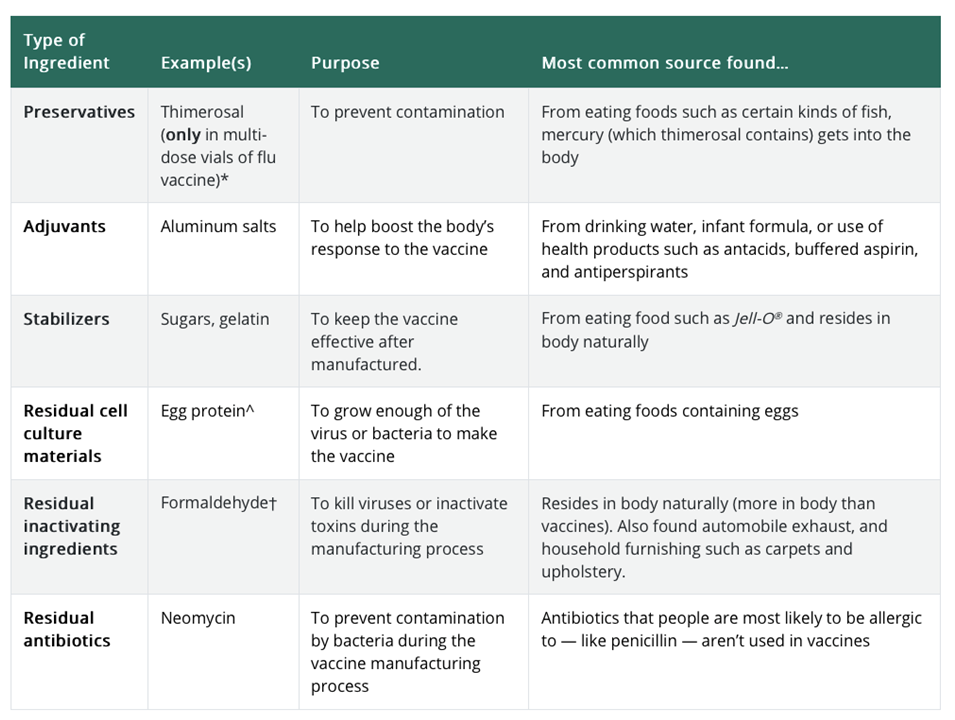 Type of
Ingredient
Example(s)
Purpose
Most common source found...
Preservatives
Thimerosal
(only in multi-
dose vials of flu
vaccine)*
To prevent contamination
From eating foods such as certain kinds of fish,
mercury (which thimerosal contains) gets into the
body
Adjuvants
Aluminum salts
To help boost the body’s
response to the vaccine
From drinking water, infant formula, or use of
health products such as antacids, buffered aspirin,
and antiperspirants
Stabilizers
Sugars, gelatin
To keep the vaccine
effective after
manufactured.
From eating food such as Jell-O® and resides in
body naturally
Residual cell
culture
materials
Egg protein^
To grow enough of the
virus or bacteria to make
the vaccine
From eating foods containing eggs
Residual
inactivating
ingredients
Formaldehyde†
To kill viruses or inactivate
toxins during the
manufacturing process
Resides in body naturally (more in body than
vaccines). Also found automobile exhaust, and
household furnishing such as carpets and
upholstery.
Residual
antibiotics
Neomycin
To prevent contamination
by bacteria during the
vaccine manufacturing
process
Antibiotics that people are most likely to be allergic
to — like penicillin — aren’t used in vaccines